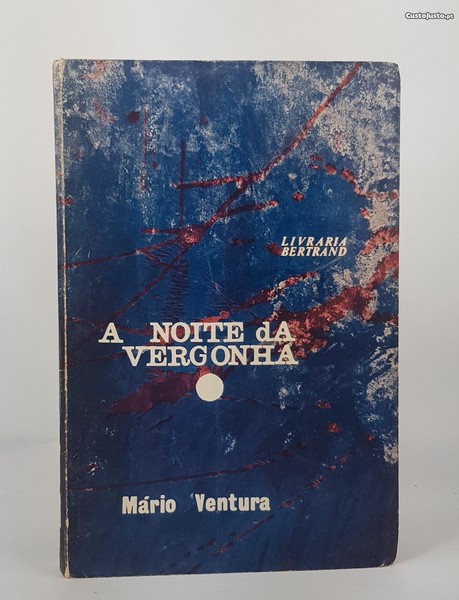 CustoJusto.pt
LIVRARIA
BERTRAND
A NOITE dA
VERGONHA
Mário Ventura